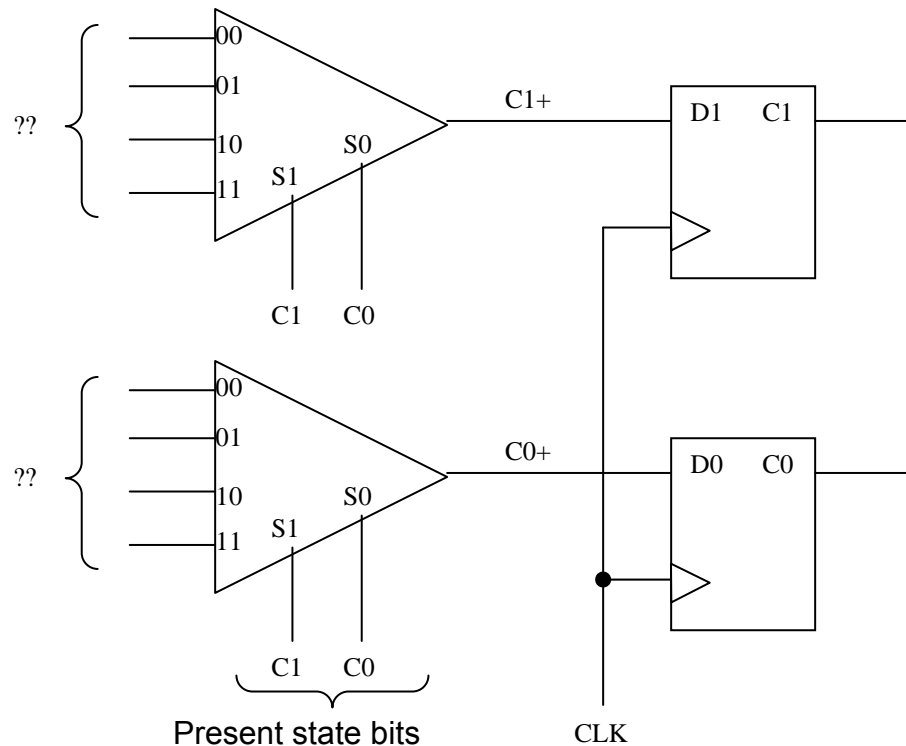 00
01
10
11
??
S1
S0
C1
C0
C1+
D1
C1
00
01
10
11
??
S1
S0
C1
C0
C0+
D0
C0
Present state bits
CLK